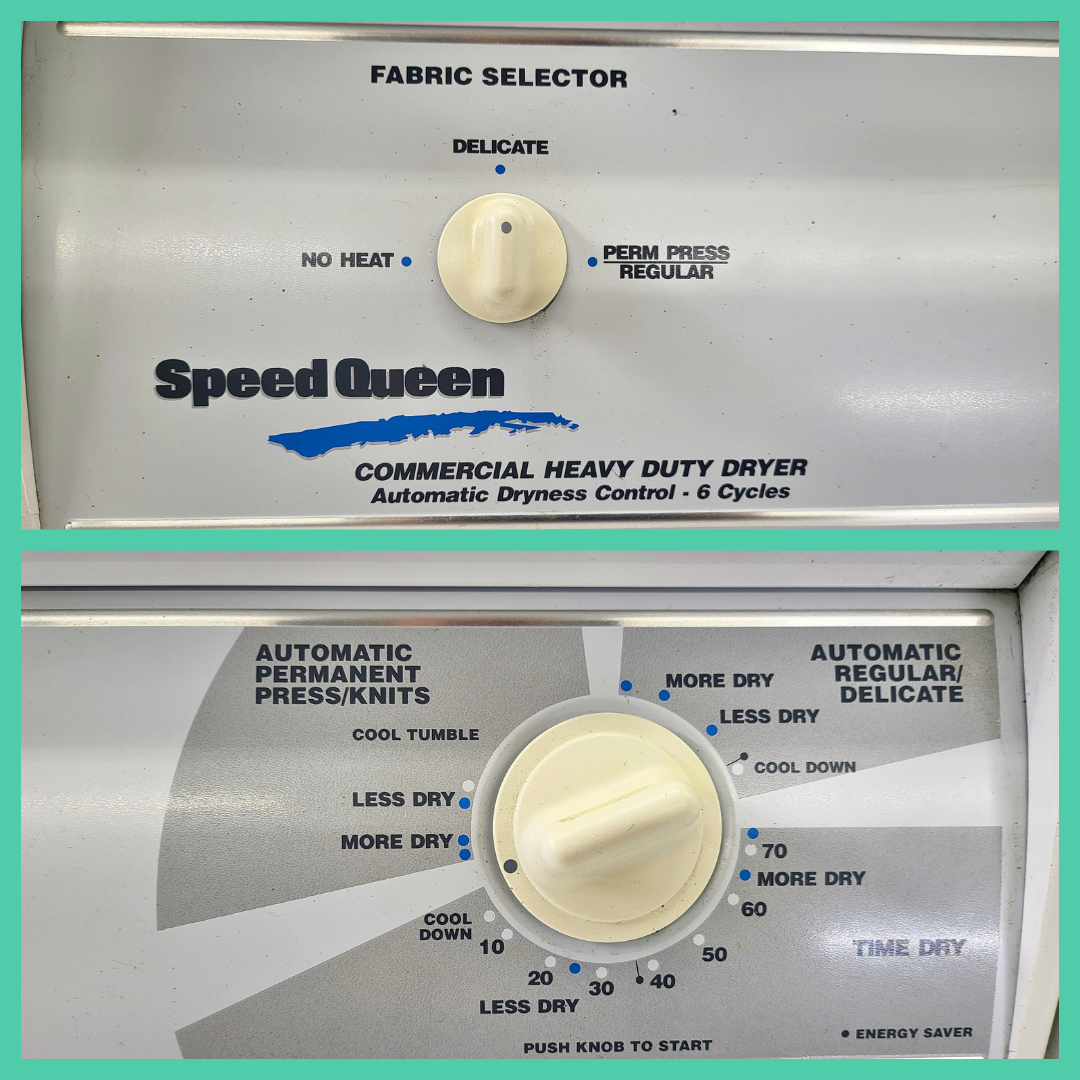 FABRIC SELECTOR
DELICATE
NO HEAT
PERM PRESS
REGULAR
Speed Queen
COMMERCIAL HEAVY DUTY DRYER
Automatic Dryness Control - 6 Cycles
AUTOMATIC
PERMANENT
PRESS/KNITS
COOL TUMBLE
LESS DRY
MORE DRY
AUTOMATIC
REGULAR/
DELICATE
MORE DRY
LESS DRY
COOL DOWN
70
MORE DRY
60
50
40
30
20
LESS DRY
10
COOL
DOWN
TIME DRY
• ENERGY SAVER
PUSH KNOB TO START